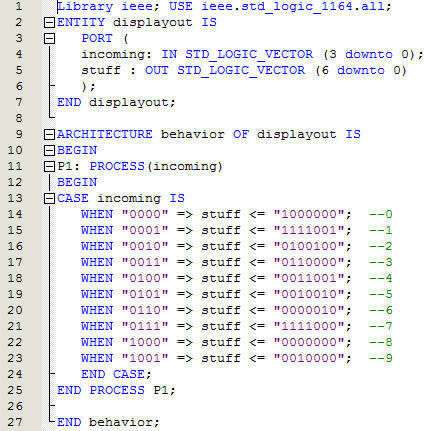 1 Library ieee; USE ieee.std_logic_1164.all;
2 ENTITY displayout IS
3 PORT (
4 incoming: IN STD_LOGIC_VECTOR (3 downto 0);
5 stuff : OUT STD_LOGIC_VECTOR (6 downto 0)
6 );
7 END displayout;
8
9 ARCHITECTURE behavior OF displayout IS
10 BEGIN
11 P1: PROCESS(incoming)
12 BEGIN
13 CASE incoming IS
14 WHEN "0000" => stuff <= "1000000"; --0
15 WHEN "0001" => stuff <= "1111001"; --1
16 WHEN "0010" => stuff <= "0100100"; --2
17 WHEN "0011" => stuff <= "0110000"; --3
18 WHEN "0100" => stuff <= "0011001"; --4
19 WHEN "0101" => stuff <= "0010010"; --5
20 WHEN "0110" => stuff <= "0000010"; --6
21 WHEN "0111" => stuff <= "1111000"; --7
22 WHEN "1000" => stuff <= "0000000"; --8
23 WHEN "1001" => stuff <= "0010000"; --9
24 END CASE;
25 END PROCESS P1;
26
27 END behavior;